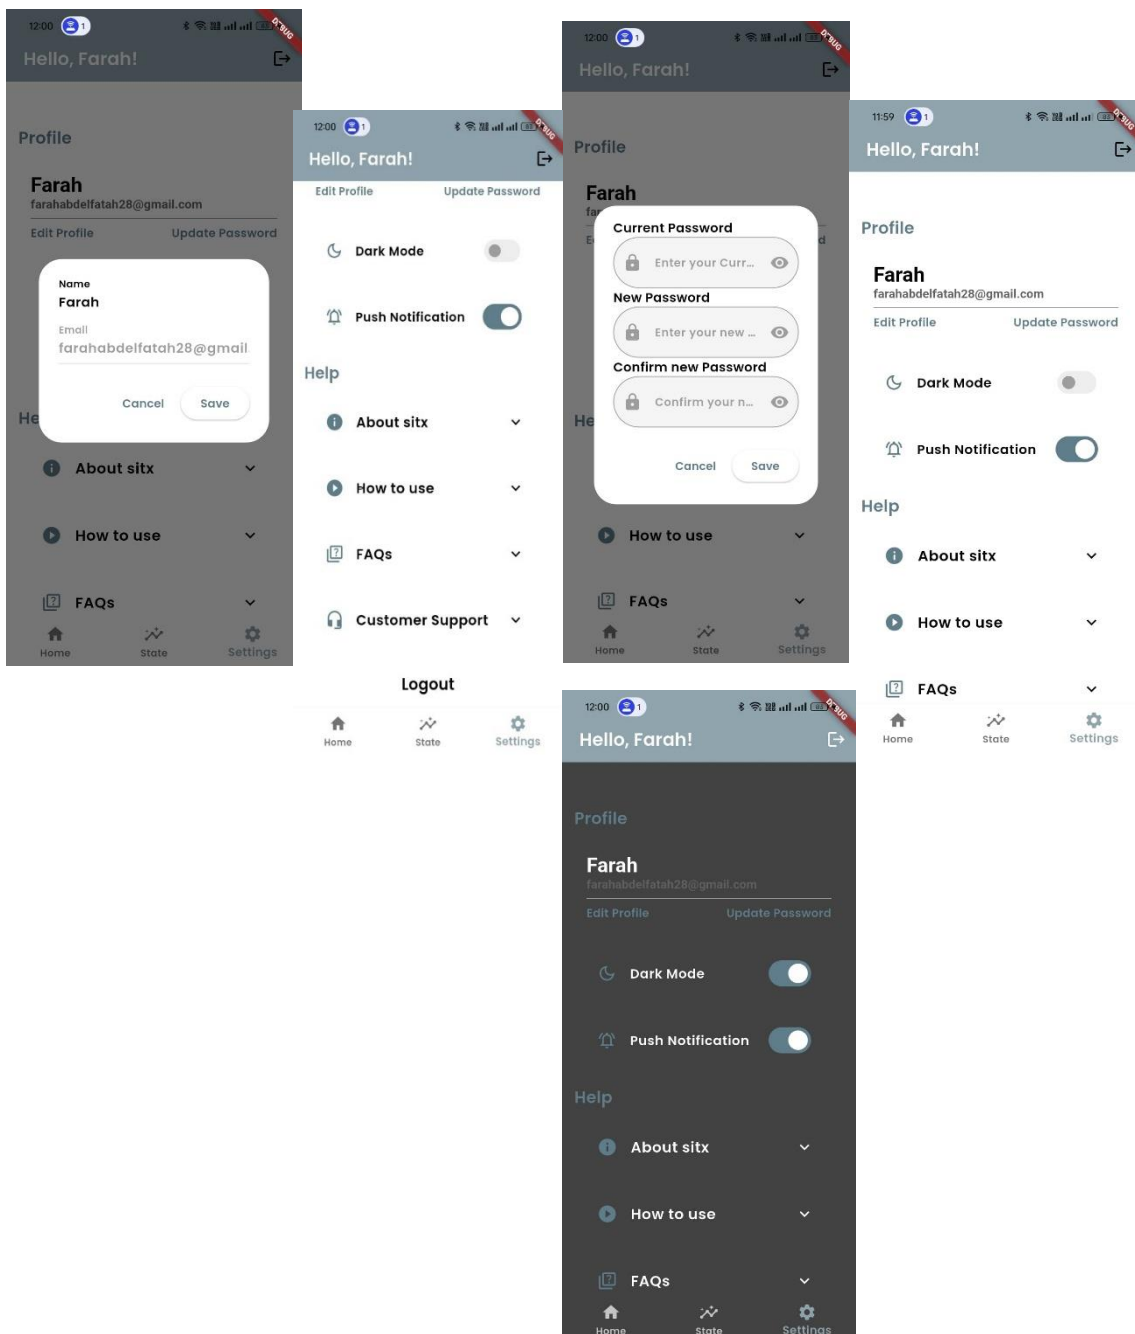 12:00 1
DEBUG
Hello, Farah!
Profile
Farah
farahabdelfatah28@gmail.com
Edit Profile Update Password
Name
Farah
Email
farahabdelfatah28@gmail.
Cancel Save
He
About sitx
How to use
FAQs
Home State Settings
12:00 1
DEBUG
Hello, Farah!
Edit Profile Update Password
Dark Mode
Push Notification
Help
About sitx
How to use
FAQs
Customer Support
Logout
Home State Settings
12:00 1
DEBUG
Hello, Farah!
Profile
Farah
far
E d
Current Password
Enter your Curr...
New Password
Enter your new ...
Confirm new Password
Confirm your n...
Cancel Save
He
How to use
FAQs
Home State Settings
11:59 1
DEBUG
Hello, Farah!
Profile
Farah
farahabdelfatah28@gmail.com
Edit Profile Update Password
Dark Mode
Push Notification
Help
About sitx
How to use
FAQs
Home State Settings
12:00 1
DEBUG
Hello, Farah!
Profile
Farah
farahabdelfatah28@gmail.com
Edit Profile Update Password
Dark Mode
Push Notification
Help
About sitx
How to use
FAQs
Home State Settings